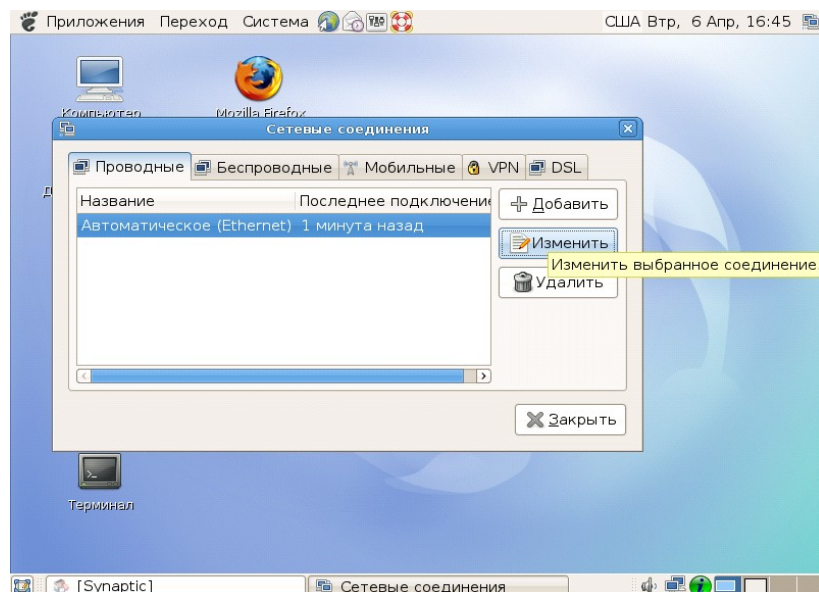 Приложения Переход Система США Втр, 6 Апр, 16:45
Компьютер Mozilla Firefox
Сетевые соединения
Проводные Беспроводные Мобильные VPN DSL
Название Последнее подключение
Автоматическое (Ethernet) 1 минута назад
Добавить
Изменить
Изменить выбранное соединение
Удалить
Закрыть
Терминал
[Synaptic] Сетевые соединения